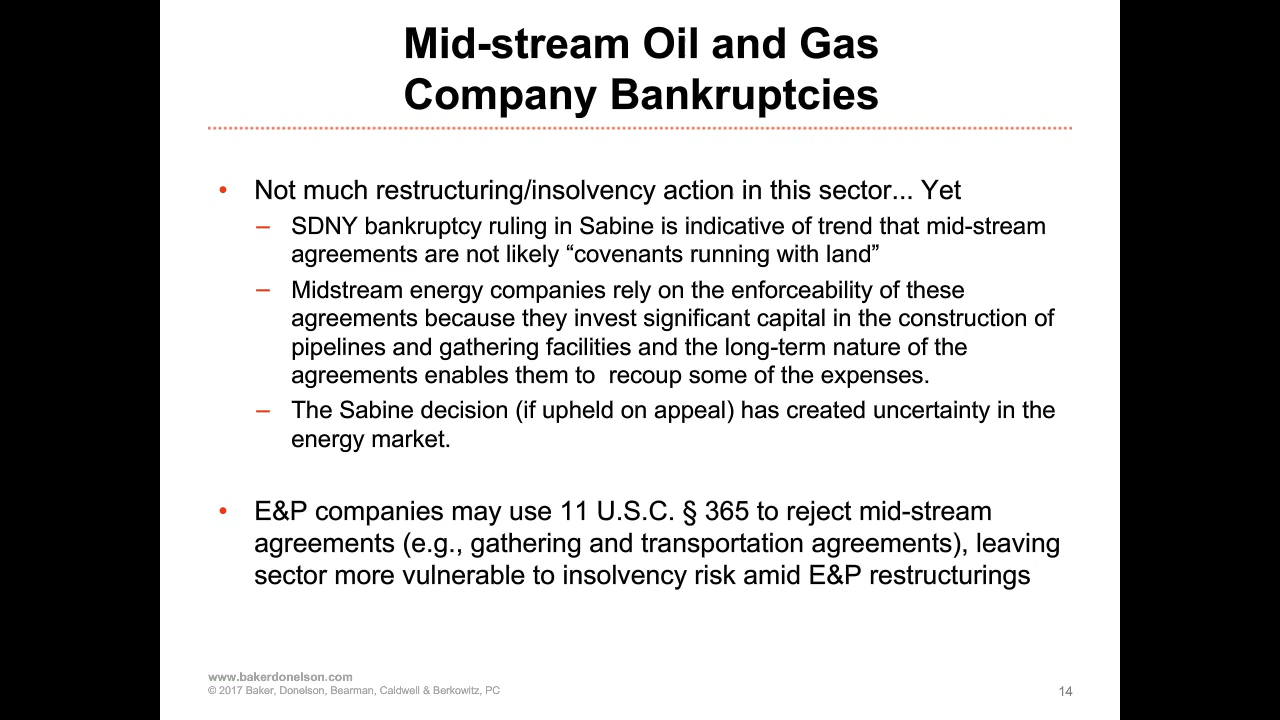 Mid-stream Oil and Gas
Company Bankruptcies
• Not much restructuring/insolvency action in this sector... Yet
– SDNY bankruptcy ruling in Sabine is indicative of trend that mid-stream
agreements are not likely “covenants running with land”
– Midstream energy companies rely on the enforceability of these
agreements because they invest significant capital in the construction of
pipelines and gathering facilities and the long-term nature of the
agreements enables them to  recoup some of the expenses.
– The Sabine decision (if upheld on appeal) has created uncertainty in the
energy market.
• E&P companies may use 11 U.S.C. § 365 to reject mid-stream
agreements (e.g., gathering and transportation agreements), leaving
sector more vulnerable to insolvency risk amid E&P restructurings
www.bakerdonelson.com
© 2017 Baker, Donelson, Bearman, Caldwell & Berkowitz, PC
14